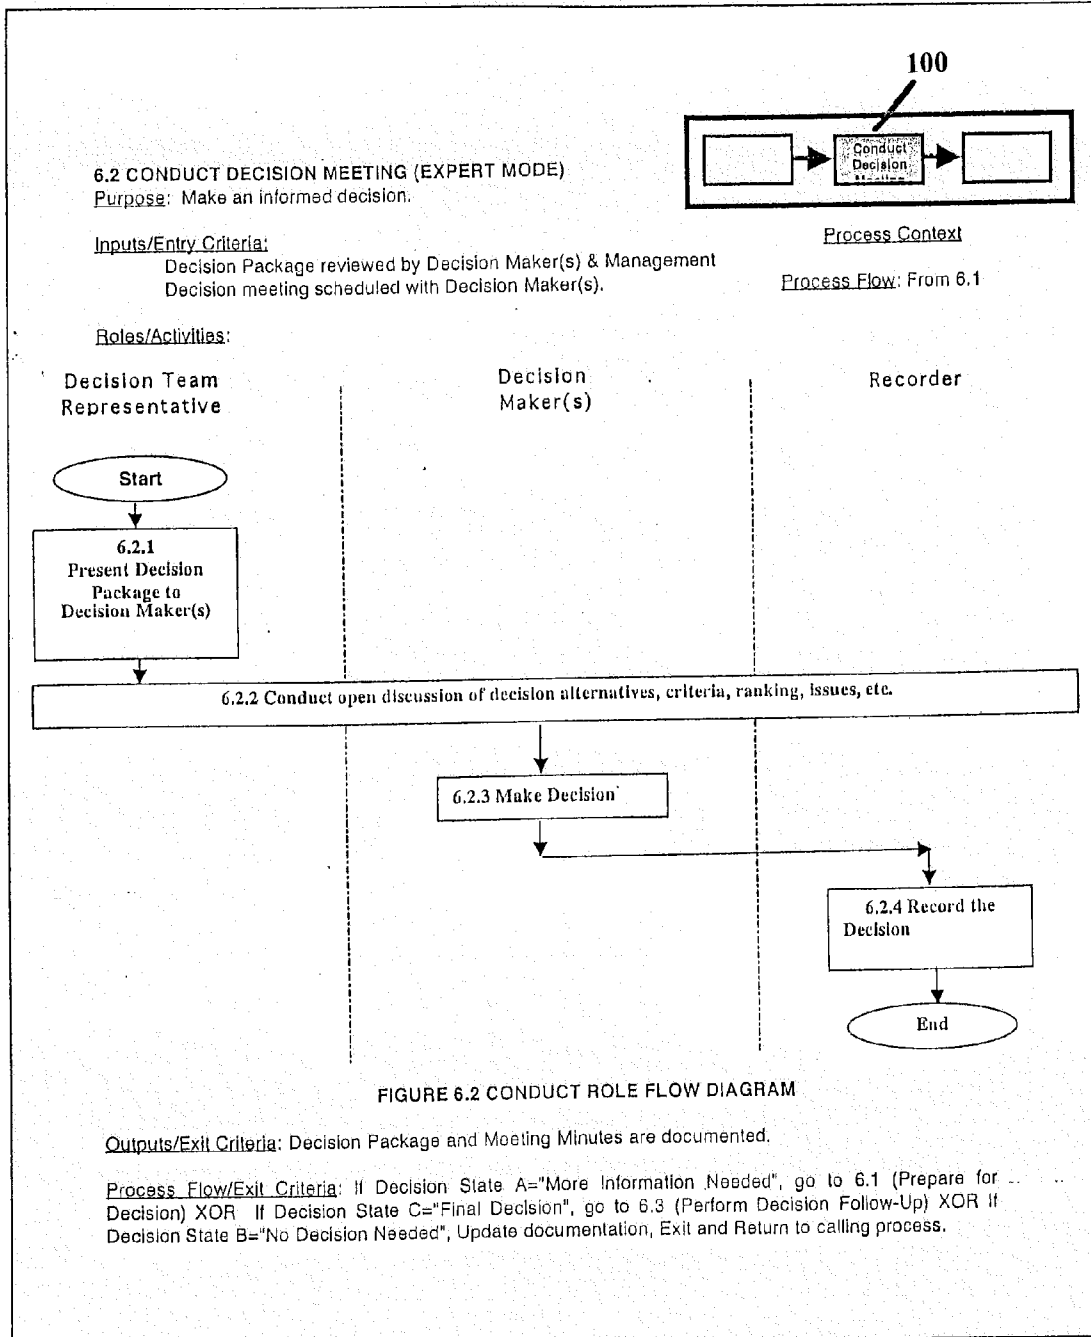 100
Conduct
Decision
Meeting
6.2 CONDUCT DECISION MEETING (EXPERT MODE)
Purpose: Make an informed decision.
Process Context
Inputs/Entry Criteria:
Decision Package reviewed by Decision Maker(s) & Management
Decision meeting scheduled with Decision Maker(s).
Process Flow: From 6.1
Roles/Activities:
Decision Team
Representative
Decision
Maker(s)
Recorder
Start
6.2.1
Present Decision
Package to
Decision Maker(s)
6.2.2 Conduct open discussion of decision alternatives, criteria, ranking, issues, etc.
6.2.3 Make Decision
6.2.4 Record the
Decision
End
FIGURE 6.2 CONDUCT ROLE FLOW DIAGRAM
Outputs/Exit Criteria: Decision Package and Meeting Minutes are documented.
Process Flow/Exit Criteria: If Decision State A="More Information Needed", go to 6.1 (Prepare for
Decision) XOR If Decision State C="Final Decision", go to 6.3 (Perform Decision Follow-Up) XOR If
Decision State B="No Decision Needed", Update documentation, Exit and Return to calling process.